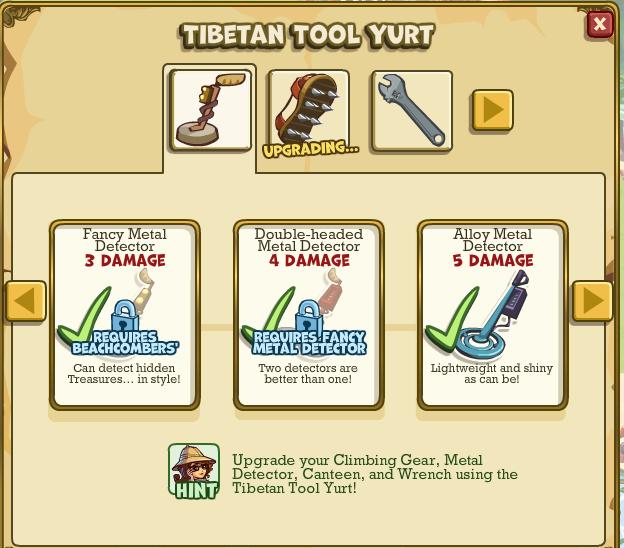 TIBETAN TOOL YURT
UPGRADING...
Fancy Metal
Detector
3 DAMAGE
REQUIRES
BEACHCOMBERS'
Can detect hidden
Treasures... in style!
Double-headed
Metal Detector
4 DAMAGE
REQUIRES FANCY
METAL DETECTOR
Two detectors are
better than one!
Alloy Metal
Detector
5 DAMAGE
Lightweight and shiny
as can be!
HINT
Upgrade your Climbing Gear, Metal
Detector, Canteen, and Wrench using the
Tibetan Tool Yurt!